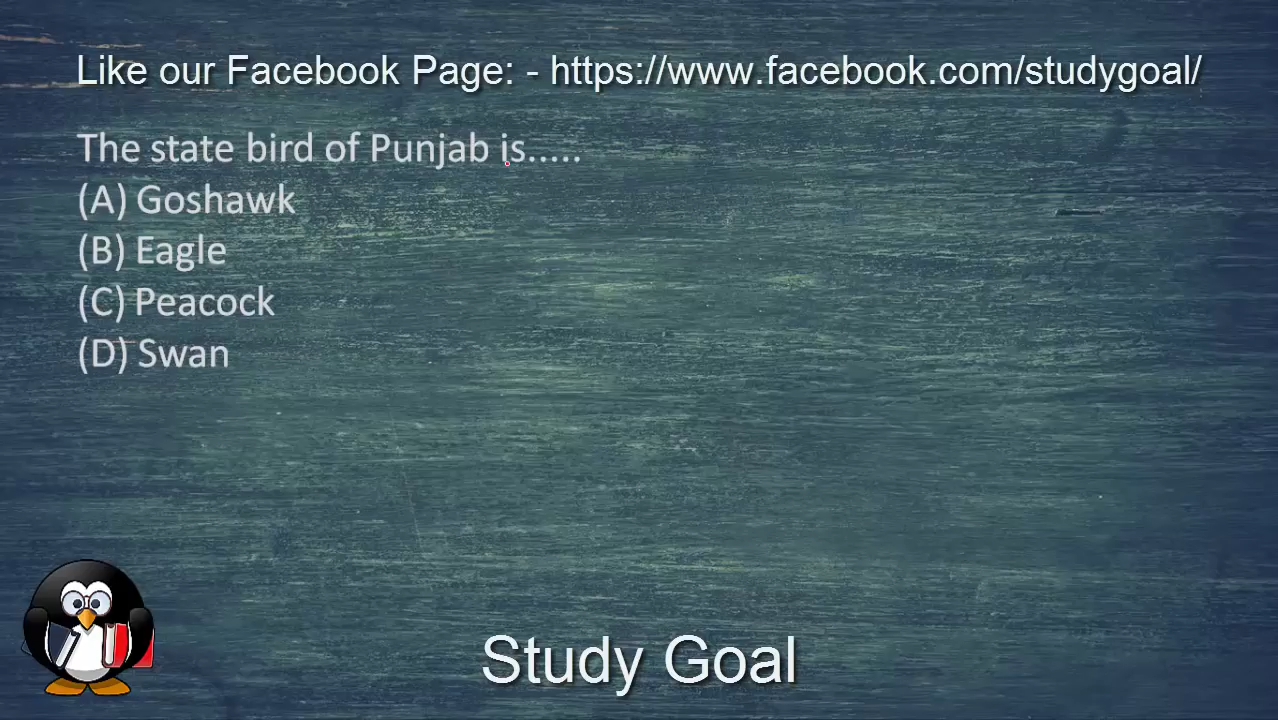 Like our Facebook Page: - https://www.facebook.com/studygoal/
The state bird of Punjab is.....
(A) Goshawk
(B) Eagle
(C) Peacock
(D) Swan
Study Goal